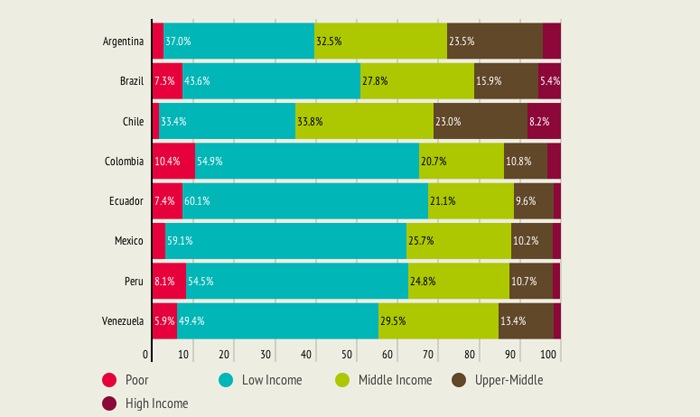 Argentina 37.0% 32.5% 23.5%
Brazil 7.3% 43.6% 27.8% 15.9% 5.4%
Chile 33.4% 33.8% 23.0% 8.2%
Colombia 10.4% 54.9% 20.7% 10.8%
Ecuador 7.4% 60.1% 21.1% 9.6%
Mexico 59.1% 25.7% 10.2%
Peru 8.1% 54.5% 24.8% 10.7%
Venezuela 5.9% 49.4% 29.5% 13.4%
0 10 20 30 40 50 60 70 80 90 100
Poor Low Income Middle Income Upper-Middle
High Income